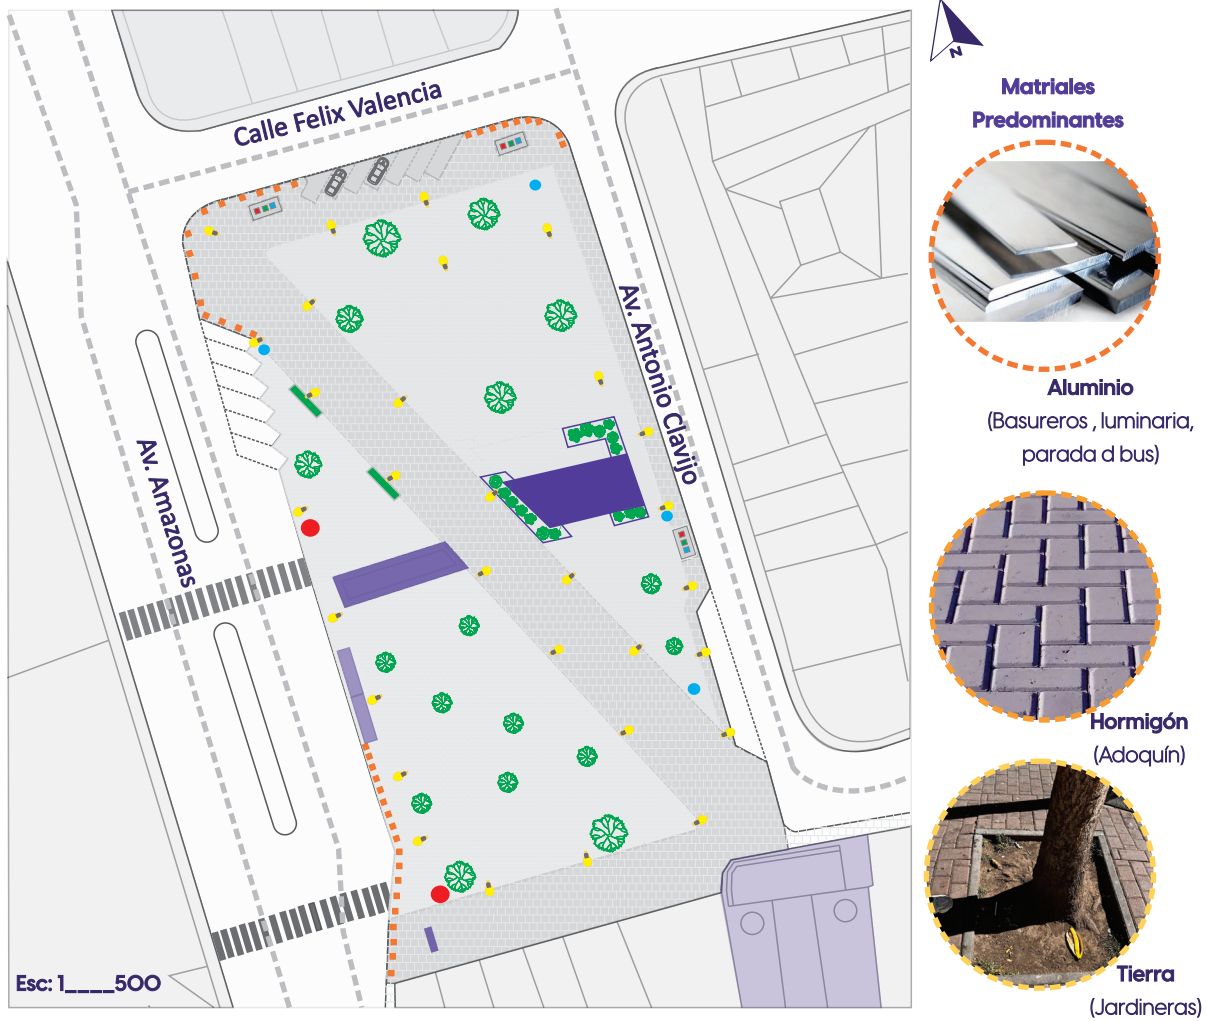 N
Calle Felix Valencia
Av. Antonio Clavijo
Av. Amazonas
Esc: 1____500
Matriales
Predominantes
Aluminio
(Basureros , luminaria,
parada d bus)
Hormigón
(Adoquín)
Tierra
(Jardineras)